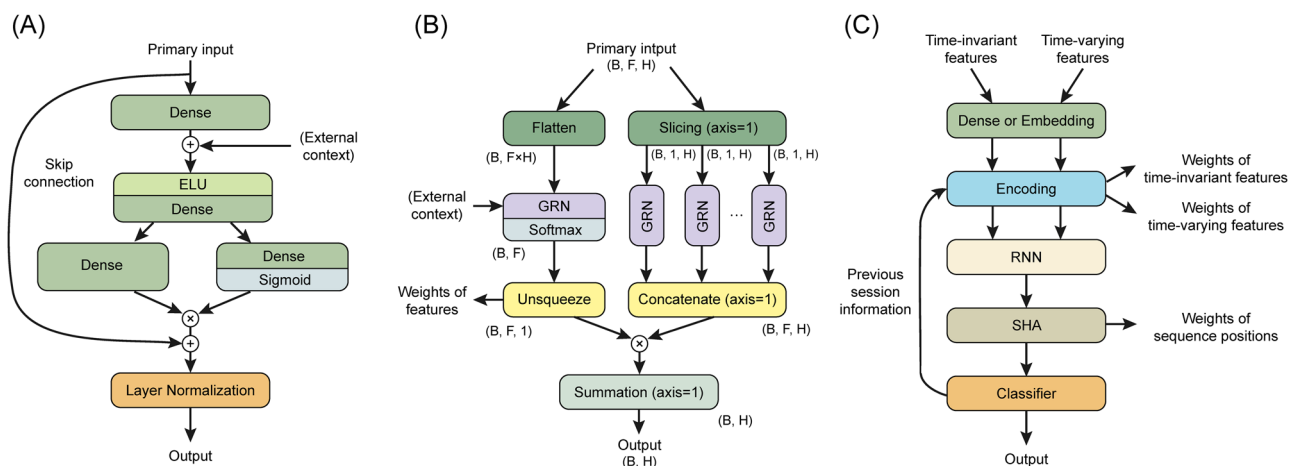 (A)
Primary input
Dense
+
(External
context)
Skip
connection
ELU
Dense
Dense
Dense
Sigmoid
×
+
Layer Normalization
Output
(B)
Primary intput
(B, F, H)
Flatten
Slicing (axis=1)
(B, F×H)
(B, 1, H)
(B, 1, H)
(B, 1, H)
(External
context)
GRN
Softmax
GRN
GRN
...
GRN
(B, F)
Weights of
features
Unsqueeze
Concatenate (axis=1)
(B, F, 1)
(B, F, H)
×
Summation (axis=1)
(B, H)
Output
(B, H)
(C)
Time-invariant
features
Time-varying
features
Dense or Embedding
Encoding
Weights of
time-invariant features
Weights of
time-varying features
RNN
Previous
session
information
SHA
Weights of
sequence positions
Classifier
Output